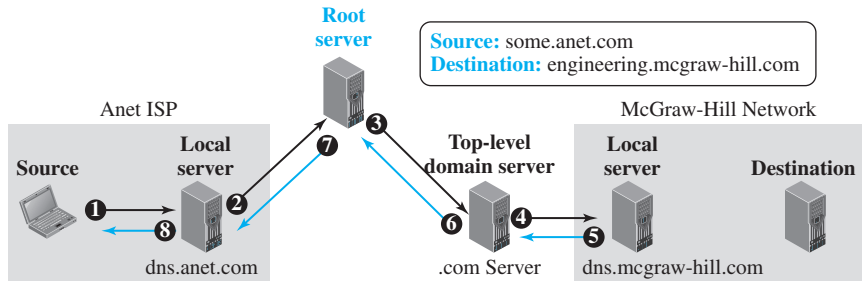 Root
server
Source: some.anet.com
Destination: engineering.mcgraw-hill.com
Anet ISP
McGraw-Hill Network
Source
Local
server
Top-level
domain server
Local
server
Destination
1
2
3
4
5
6
7
8
dns.anet.com
.com Server
dns.mcgraw-hill.com